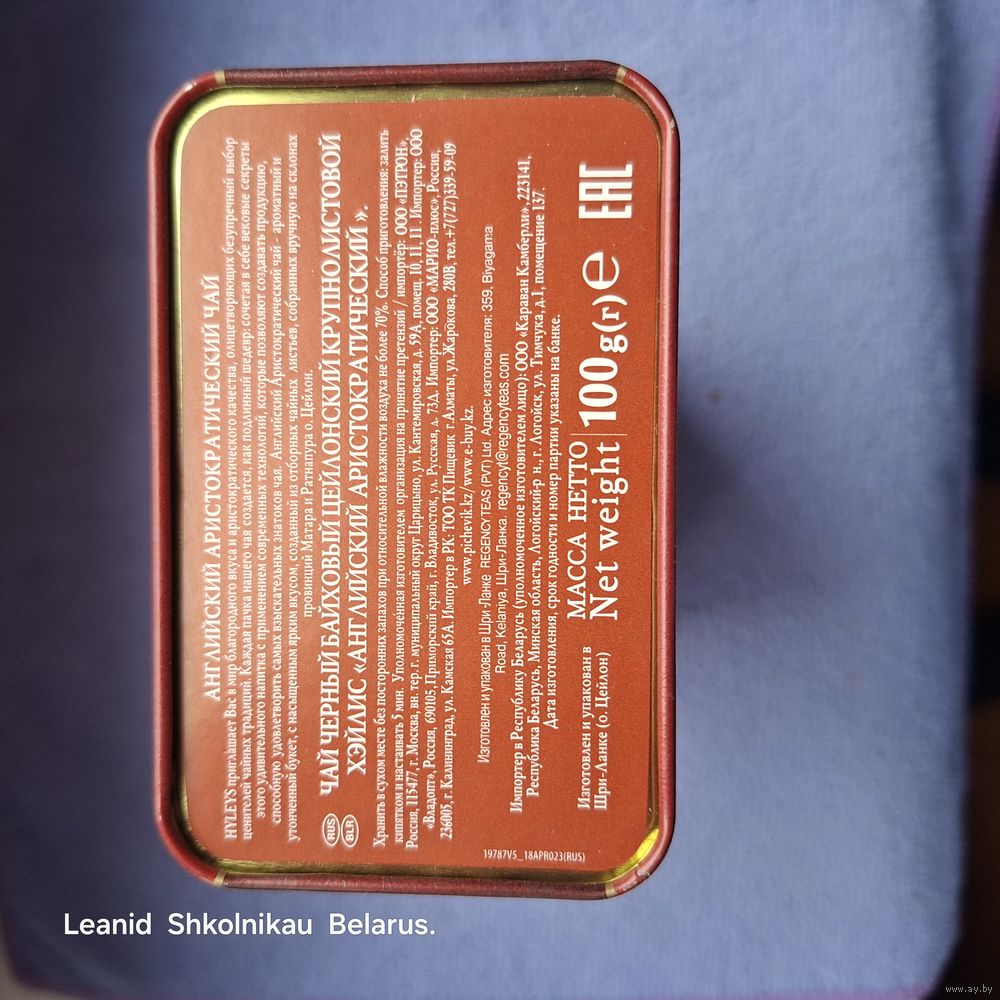 АНГЛИЙСКИЙ АРИСТОКРАТИЧЕСКИЙ ЧАЙ
HYLEYS приглашает Вас в мир благородного вкуса и аристократического качества, олицетворяющих безупречный выбор
ценителей чайных традиций. Каждая пачка нашего чая создается, как подлинный шедевр: сочетая в себе вековые секреты
этого удивительного напитка с применением современных технологий, которые позволяют создавать продукцию,
способную удовлетворить самых взыскательных знатоков чая. Английский Аристократический чай - ароматный и
утонченный букет, с насыщенным ярким вкусом, созданный из отборных чайных листьев, собранных вручную на склонах
провинций Матара и Ратнапура о. Цейлон.
RUS
BLR
ЧАЙ ЧЕРНЫЙ БАЙХОВЫЙ ЦЕЙЛОНСКИЙ КРУПНОЛИСТОВОЙ
ХЭЙЛИС «АНГЛИЙСКИЙ АРИСТОКРАТИЧЕСКИЙ».
Хранить в сухом месте без посторонних запахов при относительной влажности воздуха не более 70%. Способ приготовления: залить
кипятком и настаивать 5 мин. Уполномоченная изготовителем организация на принятие претензий / импортёр: ООО «ПЭТРОН»,
Россия, 115477, г. Москва, вн. тер. г. муниципальный округ Царицыно, ул. Кантемировская, д. 59А, помещ. 10, 11, 11. Импортер: ООО
«Владопт», Россия, 690105, Приморский край, г. Владивосток, ул. Русская, д. 73Д. Импортер: ООО «МАРИО-плюс», Россия,
236005, г. Калининград, ул. Камская 65А. Импортер в РК: ТОО ТК Пищевик г.Алматы, ул.Жарокова, 280В, тел.+7(727)339-59-09
www.pichevik.kz/ www.e-buy.kz.
Изготовлен и упакован в Шри-Ланке REGENCY TEAS (PVT) Ltd. Адрес изготовителя: 359, Biyagama
Road, Kelaniya, Шри-Ланка. regencyt@regencyteas.com
Импортер в Республику Беларусь (уполномоченное изготовителем лицо): ООО «Караван Камберли», 223141,
Республика Беларусь, Минская область, Логойский р-н., г. Логойск, ул. Тимчука, д.1, помещение 137.
Дата изготовления, срок годности и номер партии указаны на банке.
Изготовлен и упакован в
Шри-Ланке (о. Цейлон)
МАССА НЕТТО
Net weight 100g(г) e
EAC
19787V5_18APR023(RUS)
Leanid Shkolnikau Belarus.
www.ay.by